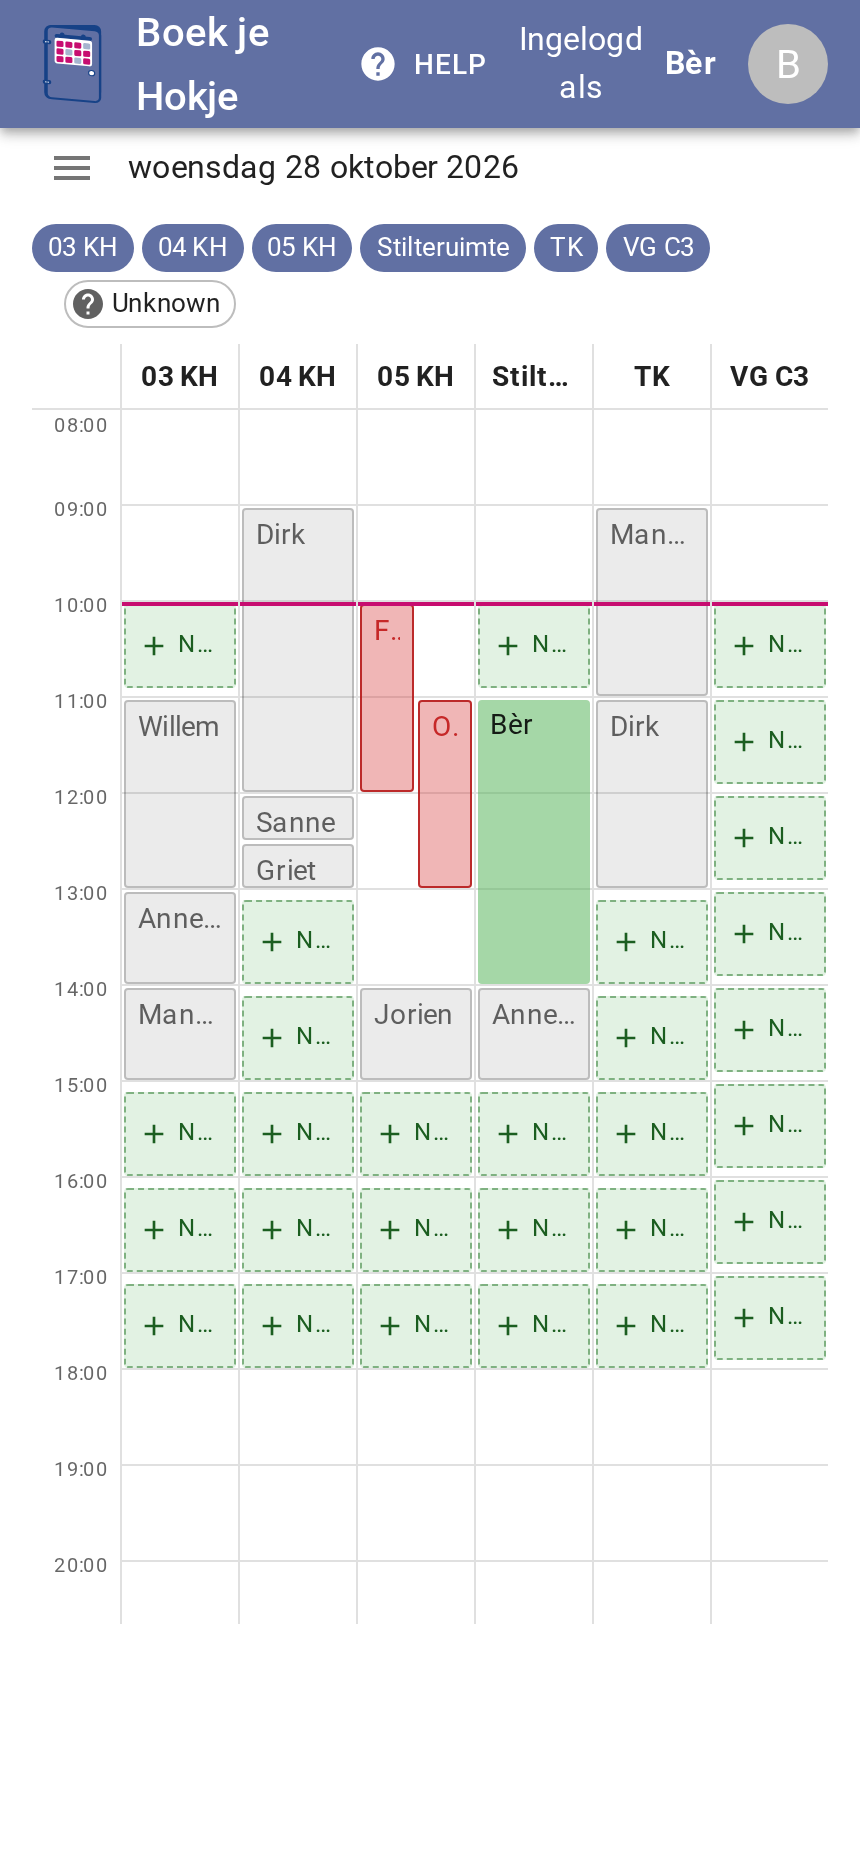 Boek je
Hokje
HELP
Ingelogd
als
Bèr
B
woensdag 28 oktober 2026
03 KH
04 KH
05 KH
Stilteruimte
TK
VG C3
Unknown
03 KH 04 KH 05 KH Stilt... TK VG C3
08:00
09:00
Dirk
Man...
10:00
F..
N... N... N...
11:00
Willem O. Bèr Dirk
N...
12:00
Sanne
N...
Griet
13:00
Anne...
N... N... N...
14:00
Man... Jorien Anne...
N... N... N...
15:00
N... N... N... N... N... N...
16:00
N... N... N... N... N... N...
17:00
N... N... N... N... N... N...
18:00
19:00
20:00